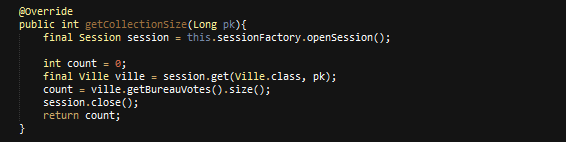 @Override
public int getCollectionSize(Long pk){
final Session session = this.sessionFactory.openSession();
int count = 0;
final Ville ville = session.get(Ville.class, pk);
count = ville.getBureauVotes().size();
session.close();
return count;
}